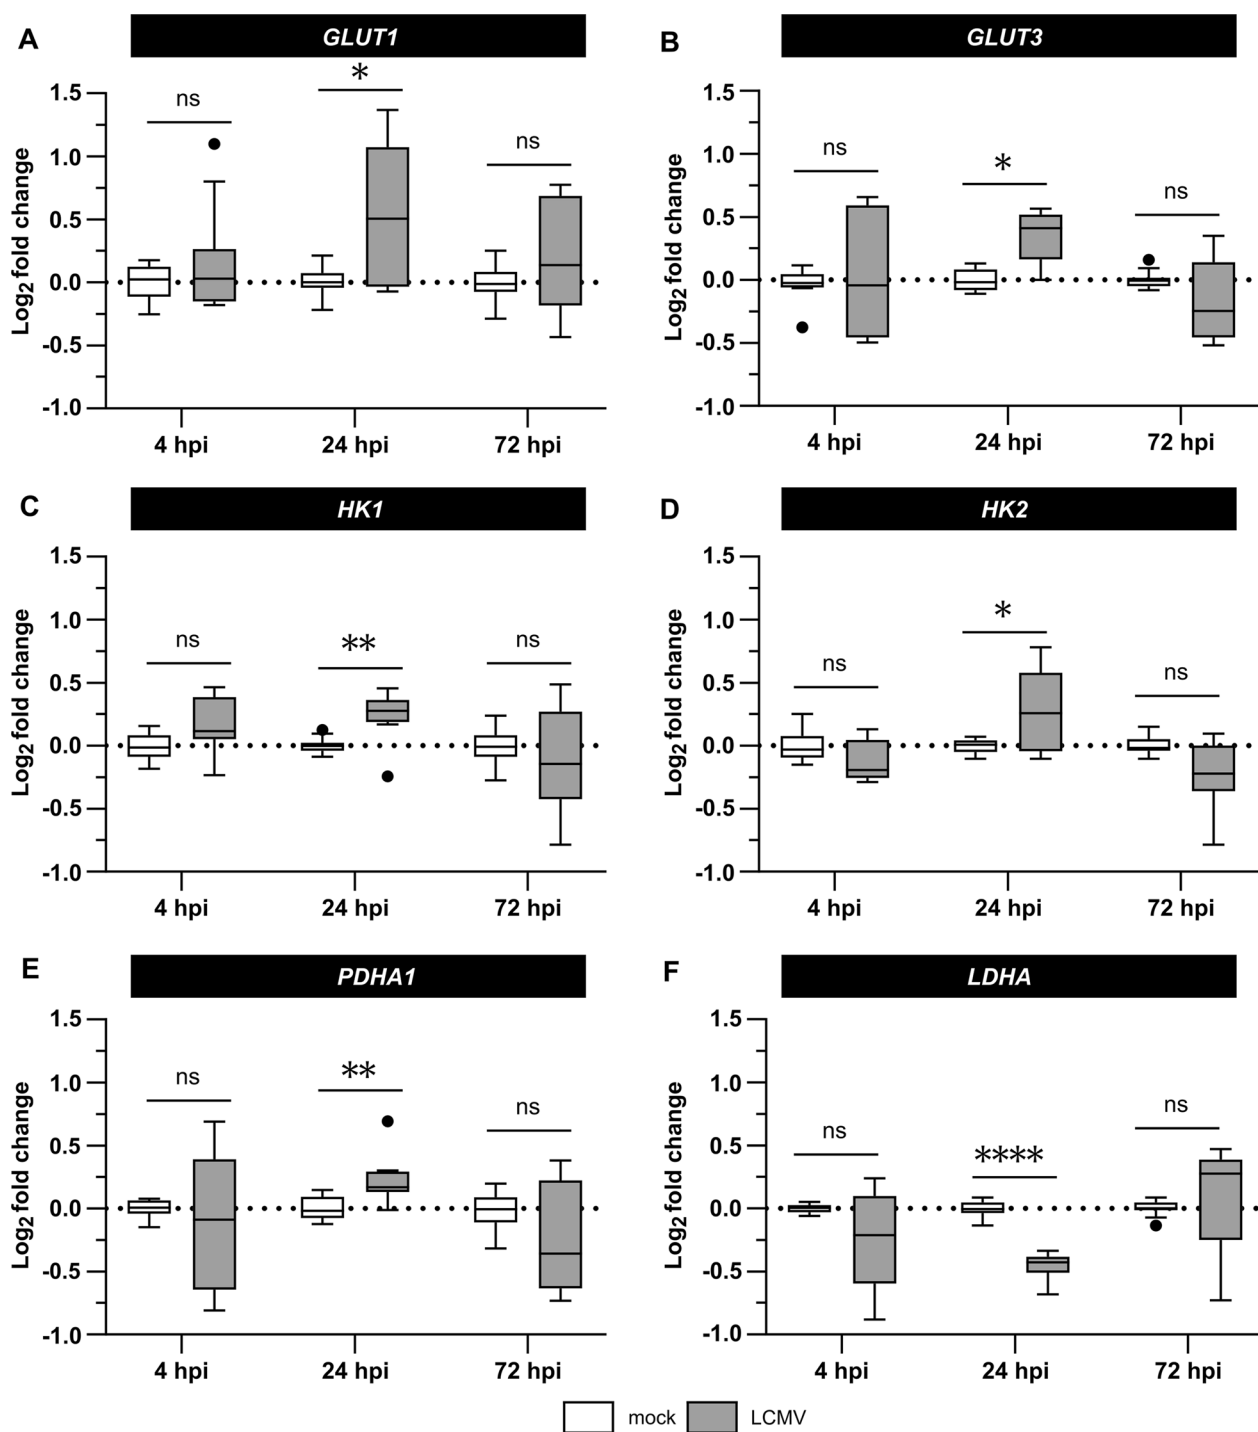 A
GLUT1
Log2 fold change
1.5
1.0
0.5
0.0
-0.5
-1.0
ns
*
ns
4 hpi
24 hpi
72 hpi
B
GLUT3
Log2 fold change
1.5
1.0
0.5
0.0
-0.5
-1.0
ns
*
ns
4 hpi
24 hpi
72 hpi
C
HK1
Log2 fold change
1.5
1.0
0.5
0.0
-0.5
-1.0
ns
**
ns
4 hpi
24 hpi
72 hpi
D
HK2
Log2 fold change
1.5
1.0
0.5
0.0
-0.5
-1.0
ns
*
ns
4 hpi
24 hpi
72 hpi
E
PDHA1
Log2 fold change
1.5
1.0
0.5
0.0
-0.5
-1.0
ns
**
ns
4 hpi
24 hpi
72 hpi
F
LDHA
Log2 fold change
1.5
1.0
0.5
0.0
-0.5
-1.0
ns
****
ns
4 hpi
24 hpi
72 hpi
mock LCMV